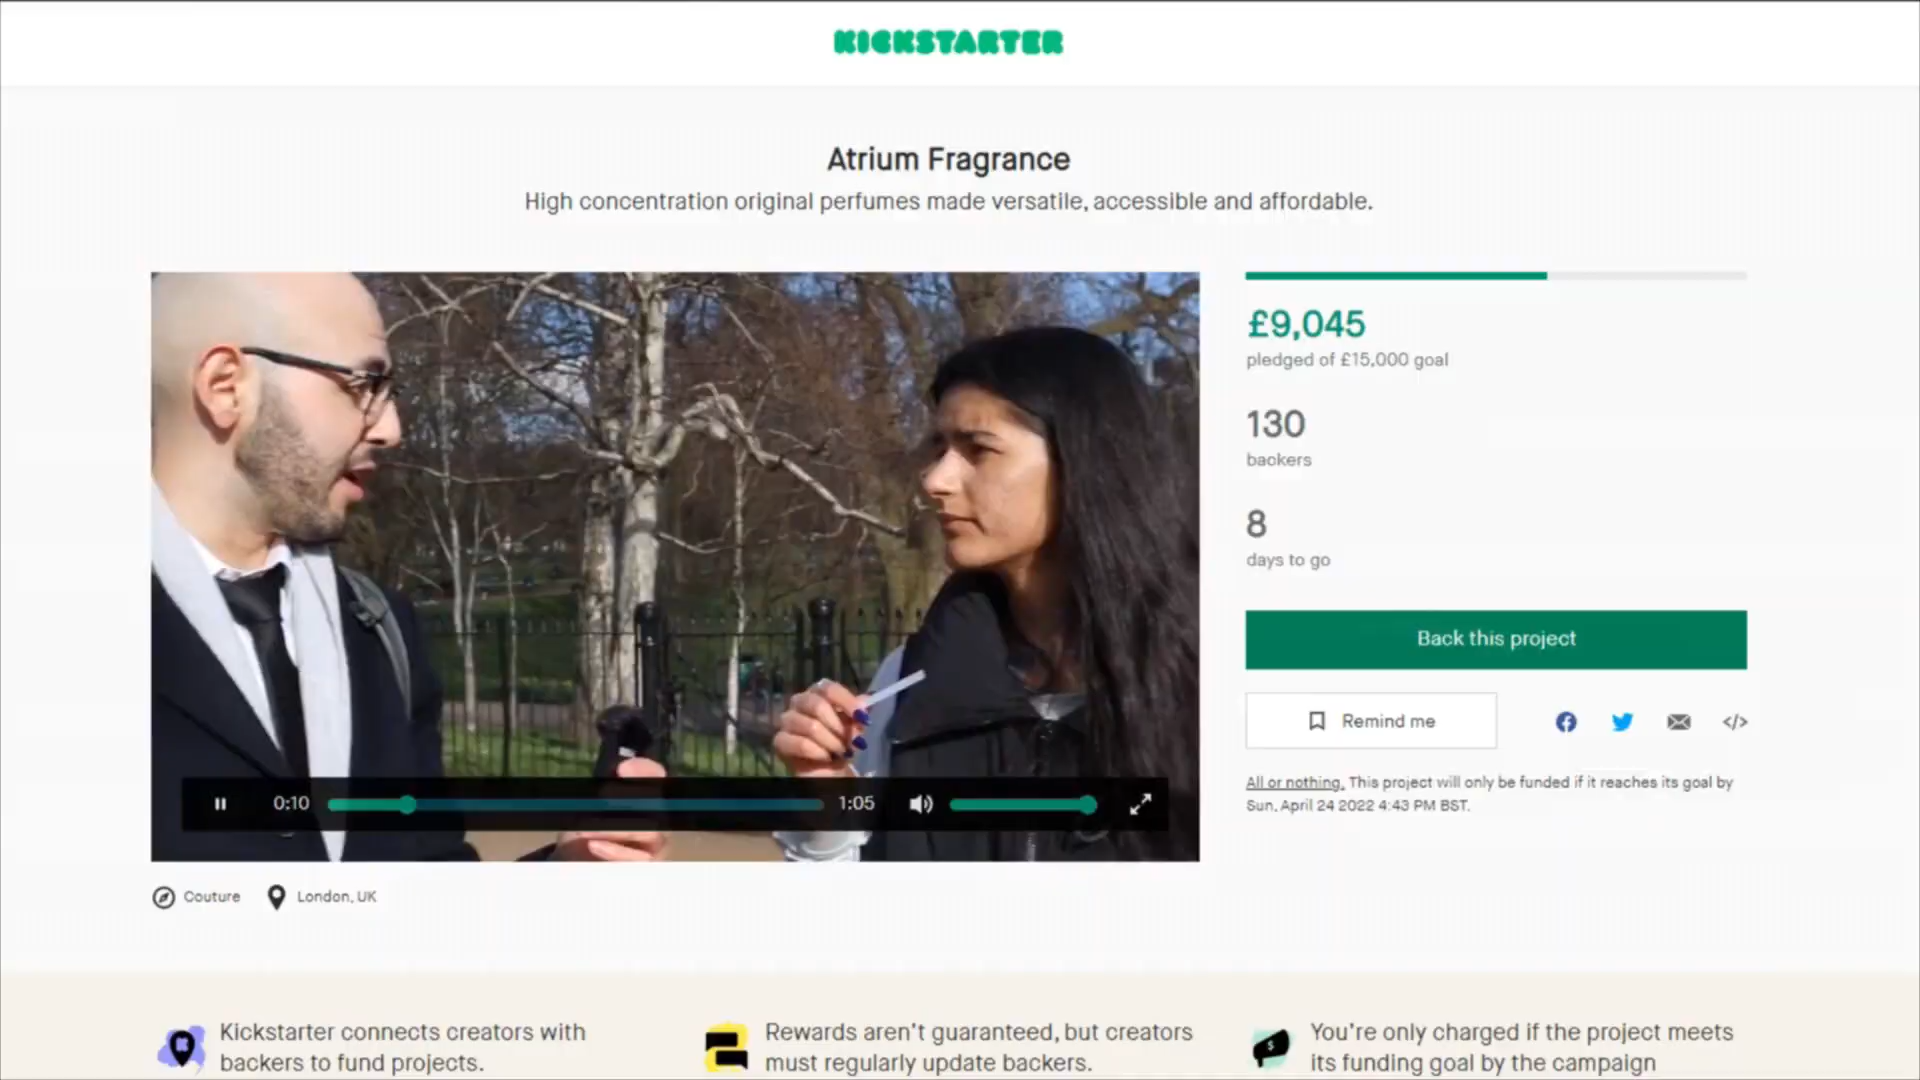 KICKSTARTER
Atrium Fragrance
High concentration original perfumes made versatile, accessible and affordable.
£9,045
pledged of £15,000 goal
130
backers
8
days to go
Back this project
Remind me
All or nothing. This project will only be funded if it reaches its goal by
Sun, April 24 2022 4:43 PM BST.
0:10
1:05
Couture
London, UK
Kickstarter connects creators with
backers to fund projects.
Rewards aren't guaranteed, but creators
must regularly update backers.
You're only charged if the project meets
its funding goal by the campaign